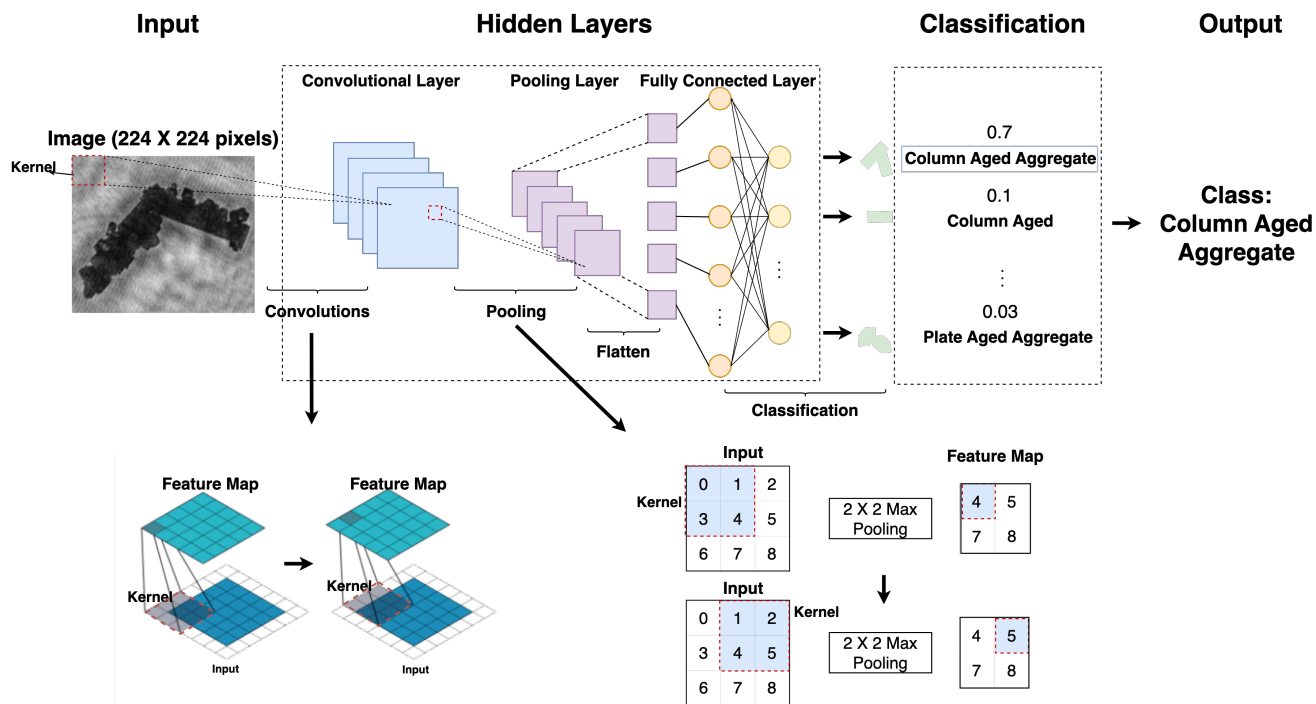 Input
Hidden Layers
Classification
Output
Convolutional Layer
Pooling Layer
Fully Connected Layer
Image (224 X 224 pixels)
Kernel
0.7
Column Aged Aggregate
0.1
Column Aged
⋮
0.03
Plate Aged Aggregate
Class:
Column Aged
Aggregate
Convolutions
Pooling
Flatten
Classification
Feature Map
Feature Map
Kernel
Kernel
Input
Input
Input
Kernel
0 1 2
3 4 5
6 7 8
2 X 2 Max
Pooling
Feature Map
4 5
7 8
Input
Kernel
0 1 2
3 4 5
6 7 8
2 X 2 Max
Pooling
4 5
7 8